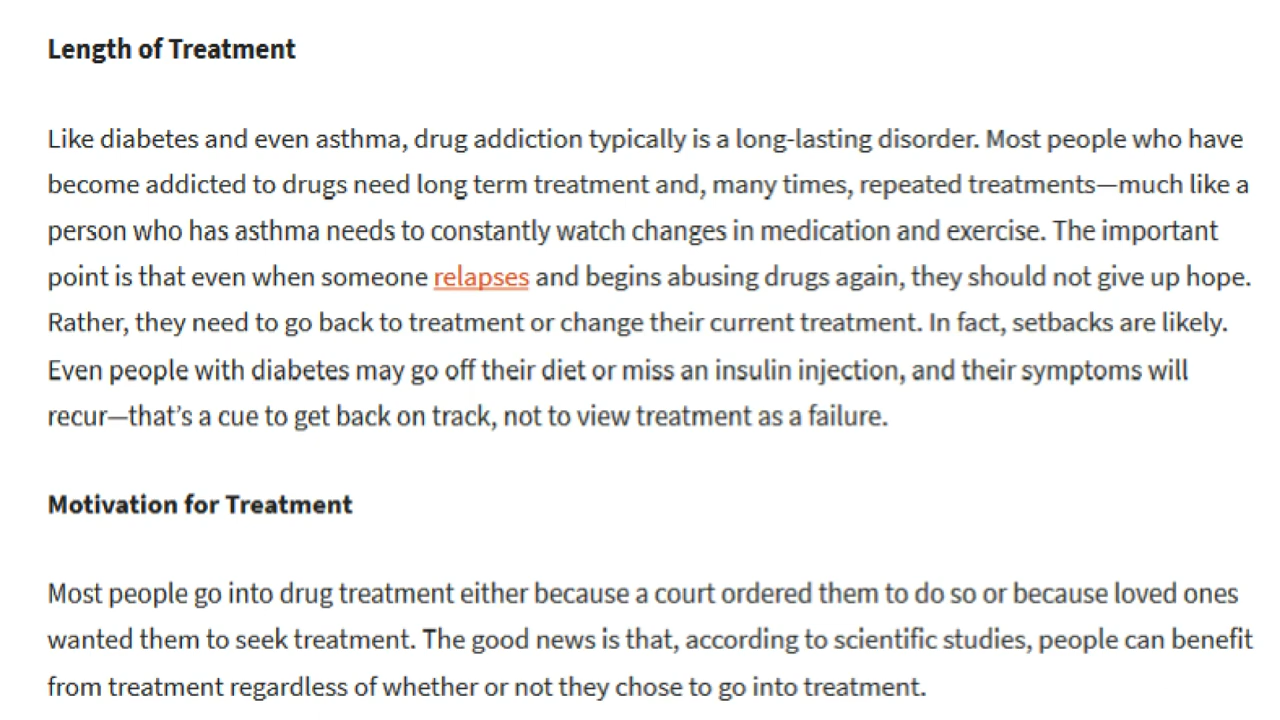 Length of Treatment
Like diabetes and even asthma, drug addiction typically is a long-lasting disorder. Most people who have
become addicted to drugs need long term treatment and, many times, repeated treatments—much like a
person who has asthma needs to constantly watch changes in medication and exercise. The important
point is that even when someone relapses and begins abusing drugs again, they should not give up hope.
Rather, they need to go back to treatment or change their current treatment. In fact, setbacks are likely.
Even people with diabetes may go off their diet or miss an insulin injection, and their symptoms will
recur—that’s a cue to get back on track, not to view treatment as a failure.
Motivation for Treatment
Most people go into drug treatment either because a court ordered them to do so or because loved ones
wanted them to seek treatment. The good news is that, according to scientific studies, people can benefit
from treatment regardless of whether or not they chose to go into treatment.